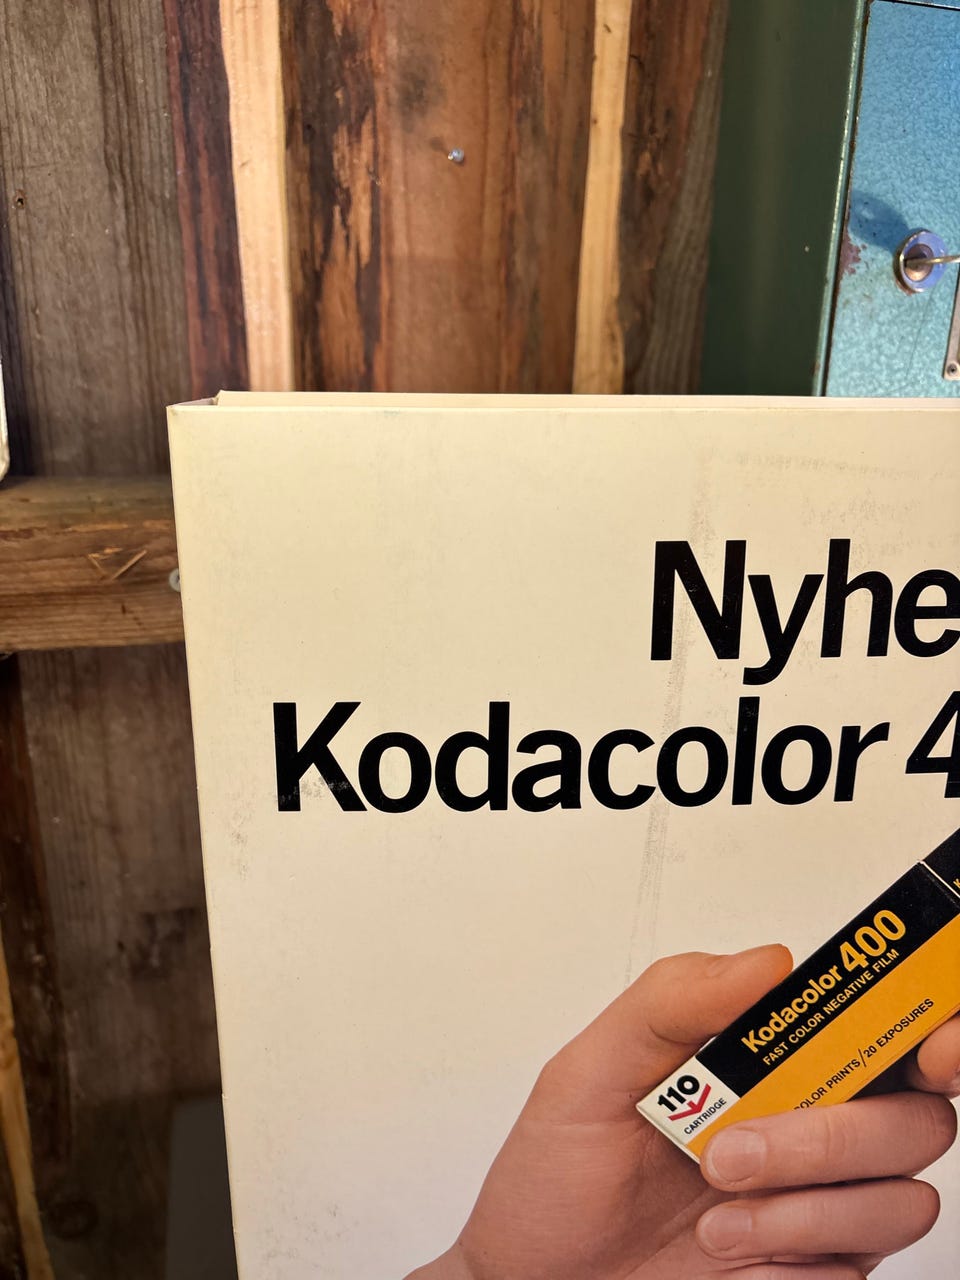 Nyhe
Kodacolor 4
Kodacolor 400
FAST COLOR NEGATIVE FILM
COLOR PRINTS/20 EXPOSURES
110
CARTRIDGE
K